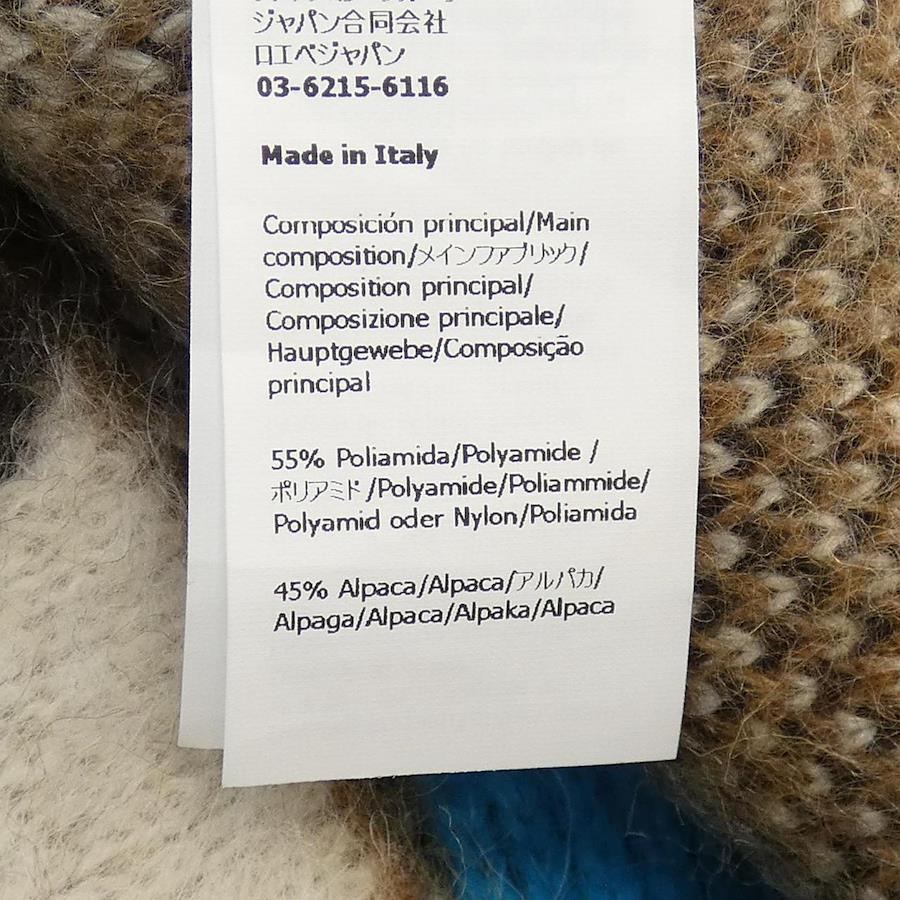 ジャパン合同会社
ロエベジャパン
03-6215-6116
Made in Italy
Composición principal/Main
composition/メインファブリック/
Composition principal/
Composizione principale/
Hauptgewebe/Composição
principal
55% Poliamida/Polyamide /
ポリアミド/Polyamide/Poliammide/
Polyamid oder Nylon/Poliamida
45% Alpaca/Alpaca/アルパカ/
Alpaga/Alpaca/Alpaka/Alpaca